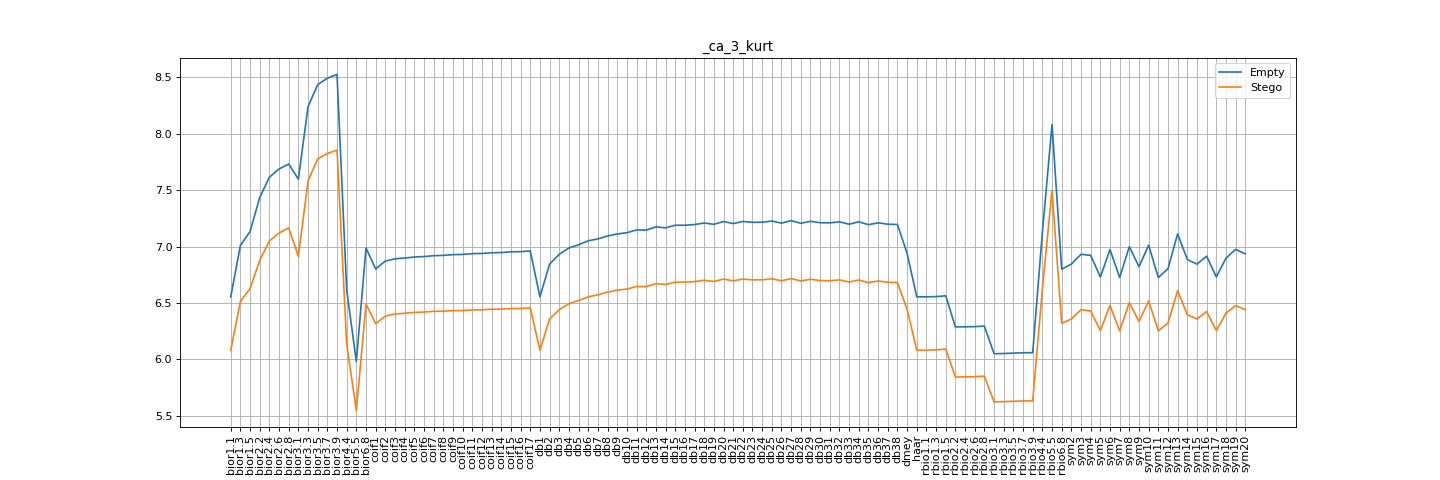 _ca_3_kurt
8.5
8.0
7.5
7.0
6.5
6.0
5.5
Empty
Stego
bior1.1
bior1.3
bior1.5
bior2.2
bior2.4
bior2.6
bior2.8
bior3.1
bior3.3
bior3.5
bior3.7
bior3.9
bior4.4
bior5.5
bior6.8
coif1
coif2
coif3
coif4
coif5
coif6
coif7
coif8
coif9
coif10
coif11
coif12
coif13
coif14
coif15
coif16
coif17
db1
db2
db3
db4
db5
db6
db7
db8
db9
db10
db11
db12
db13
db14
db15
db16
db17
db18
db19
db20
db21
db22
db23
db24
db25
db26
db27
db28
db29
db30
db31
db32
db33
db34
db35
db36
db37
db38
dmey
haar
rbio1.1
rbio1.3
rbio1.5
rbio2.2
rbio2.4
rbio2.6
rbio2.8
rbio3.1
rbio3.3
rbio3.5
rbio3.7
rbio3.9
rbio4.4
rbio5.5
rbio6.8
sym2
sym3
sym4
sym5
sym6
sym7
sym8
sym9
sym10
sym11
sym12
sym13
sym14
sym15
sym16
sym17
sym18
sym19
sym20